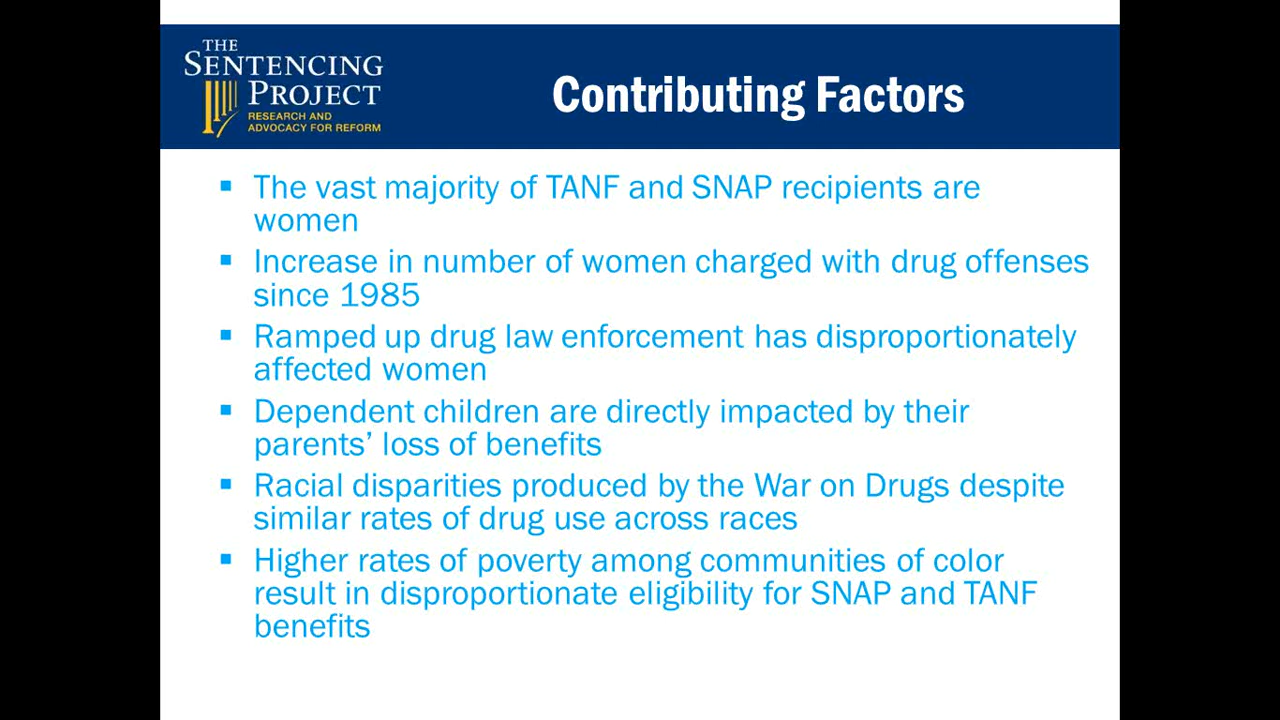 THE
SENTENCING
PROJECT
RESEARCH AND
ADVOCACY FOR REFORM
Contributing Factors
▪ The vast majority of TANF and SNAP recipients are
women
▪ Increase in number of women charged with drug offenses
since 1985
▪ Ramped up drug law enforcement has disproportionately
affected women
▪ Dependent children are directly impacted by their
parents’ loss of benefits
▪ Racial disparities produced by the War on Drugs despite
similar rates of drug use across races
▪ Higher rates of poverty among communities of color
result in disproportionate eligibility for SNAP and TANF
benefits